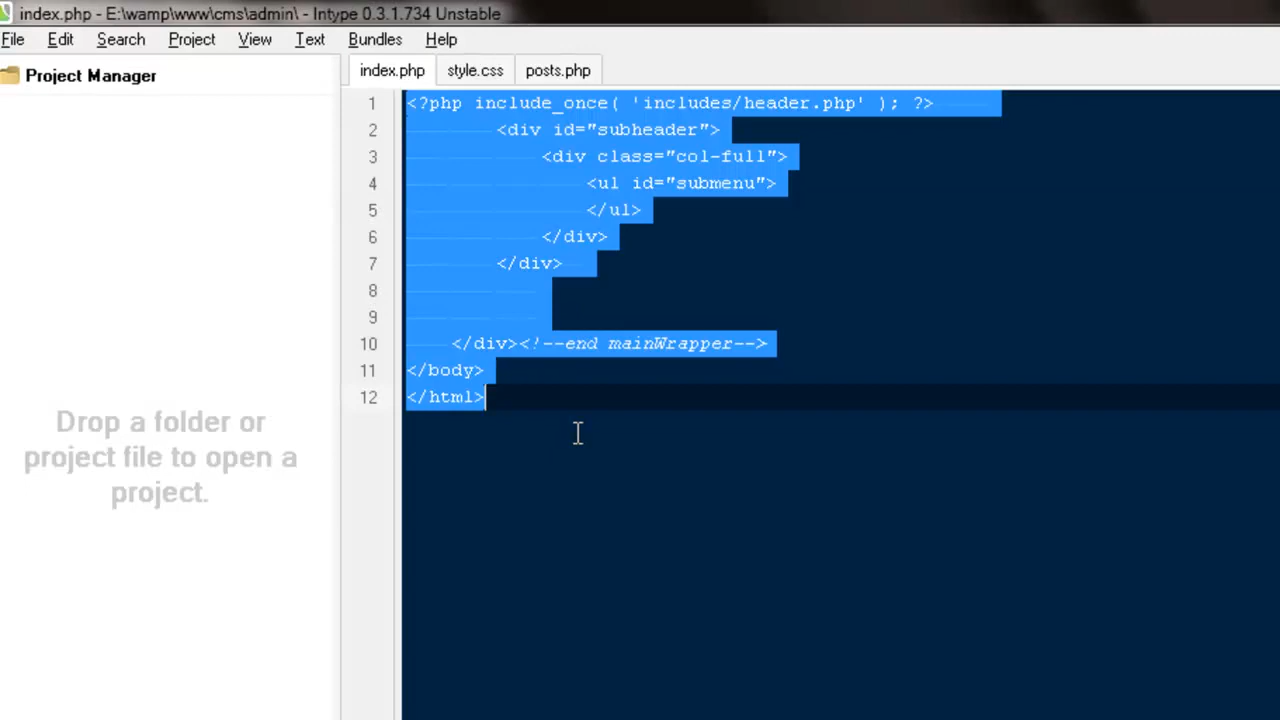 index.php - E:\wamp\www\cms\admin\ - Intype 0.3.1.734 Unstable
File Edit Search Project View Text Bundles Help
Project Manager
index.php style.css posts.php
1 <?php include_once( 'includes/header.php' ); ?>
2 <div id="subheader">
3 <div class="col-full">
4 <ul id="submenu">
5 </ul>
6 </div>
7 </div>
8
9
10 </div><!--end mainWrapper-->
11 </body>
12 </html>
Drop a folder or
project file to open a
project.